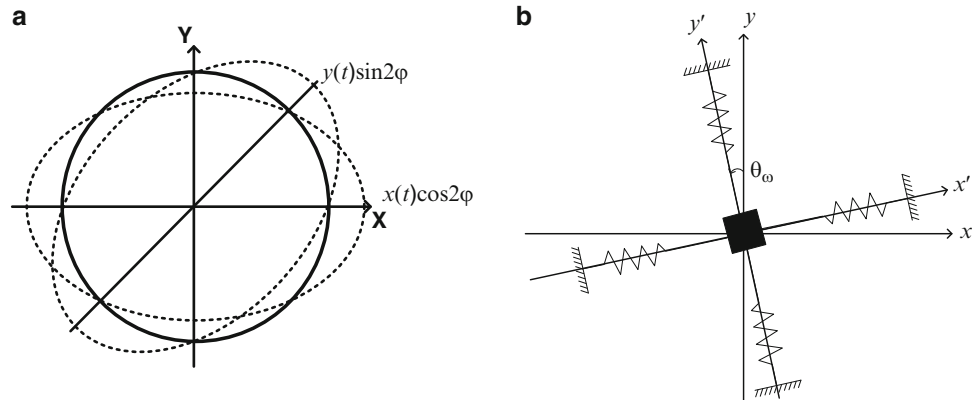 a
Y
y(t)sin2φ
x(t)cos2φ
X
b
y′
y
θω
x′
x